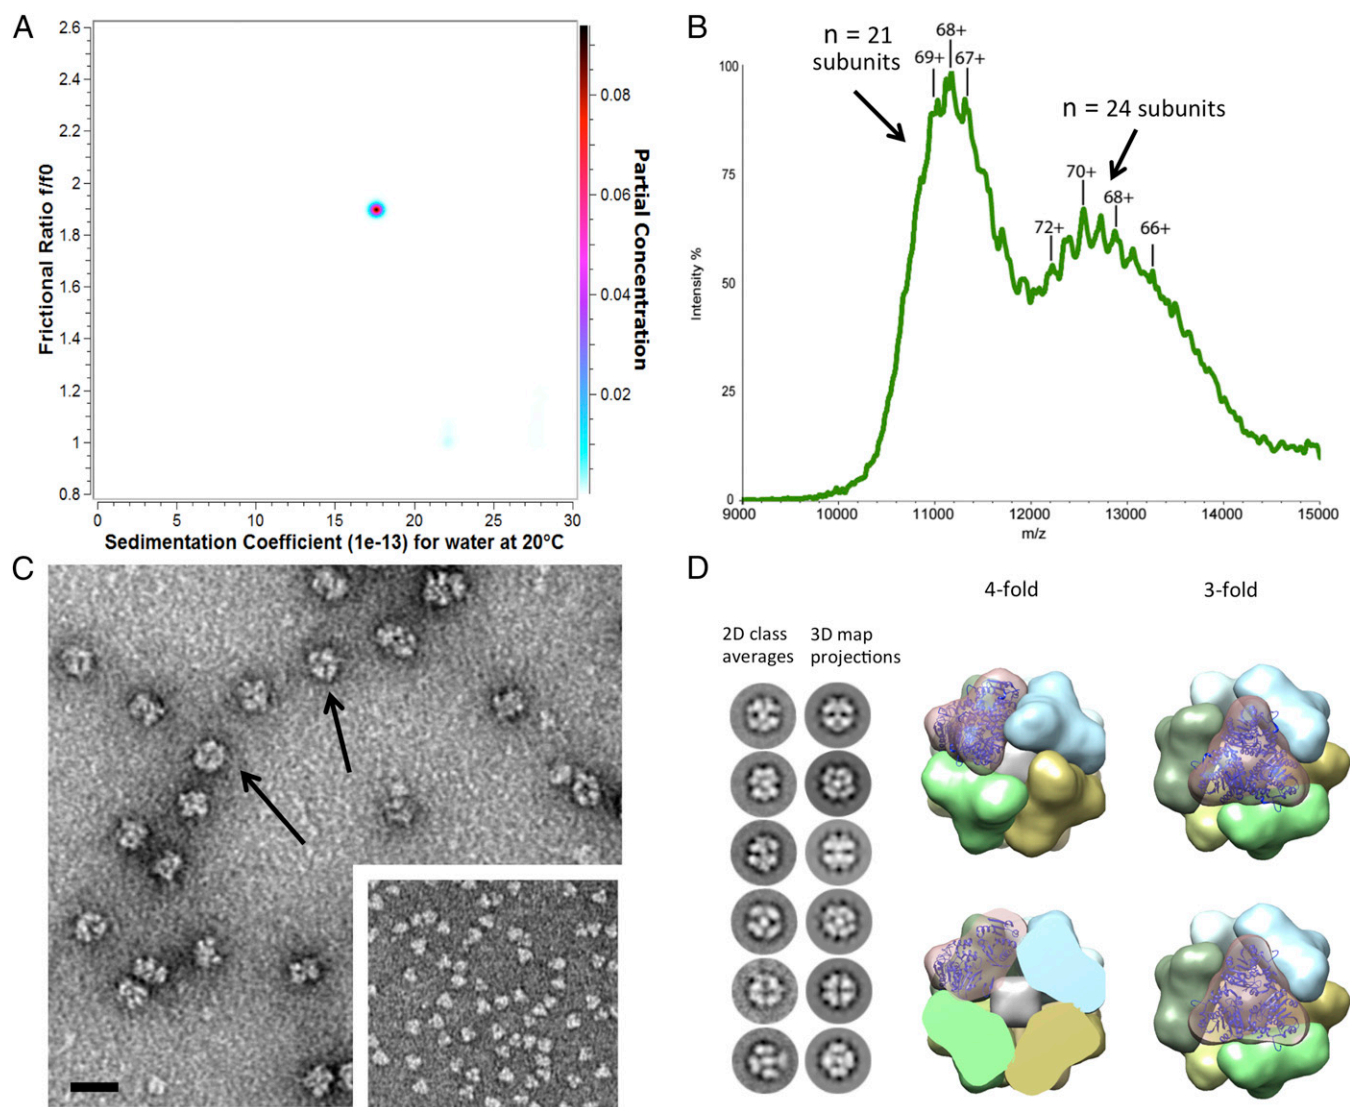 A
2.6
2.4
2.2
2
1.8
1.6
1.4
1.2
1
0.8
Frictional Ratio f/f0
0 5 10 15 20 25 30
Sedimentation Coefficient (1e-13) for water at 20°C
0.08
0.06
0.04
0.02
Partial Concentration
B
n = 21
subunits
68+
69+ 67+
n = 24 subunits
70+
68+
72+ 66+
100
75
50
25
0
Intensity %
9000 10000 11000 12000 13000 14000 15000
m/z
C
D
4-fold 3-fold
2D class
averages
3D map
projections